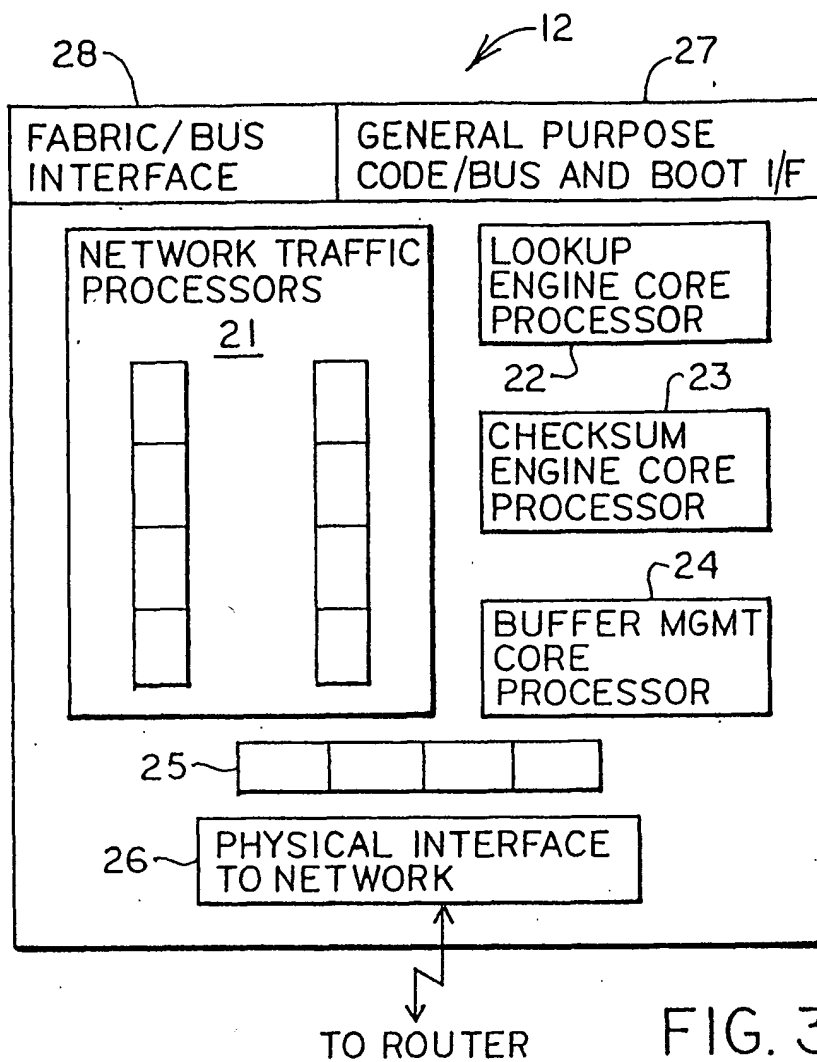 12
28
27
FABRIC/BUS
INTERFACE
GENERAL PURPOSE
CODE/BUS AND BOOT I/F
NETWORK TRAFFIC
PROCESSORS
21
LOOKUP
ENGINE CORE
PROCESSOR
22
23
CHECKSUM
ENGINE CORE
PROCESSOR
24
BUFFER MGMT
CORE
PROCESSOR
25
26
PHYSICAL INTERFACE
TO NETWORK
TO ROUTER
FIG. 3